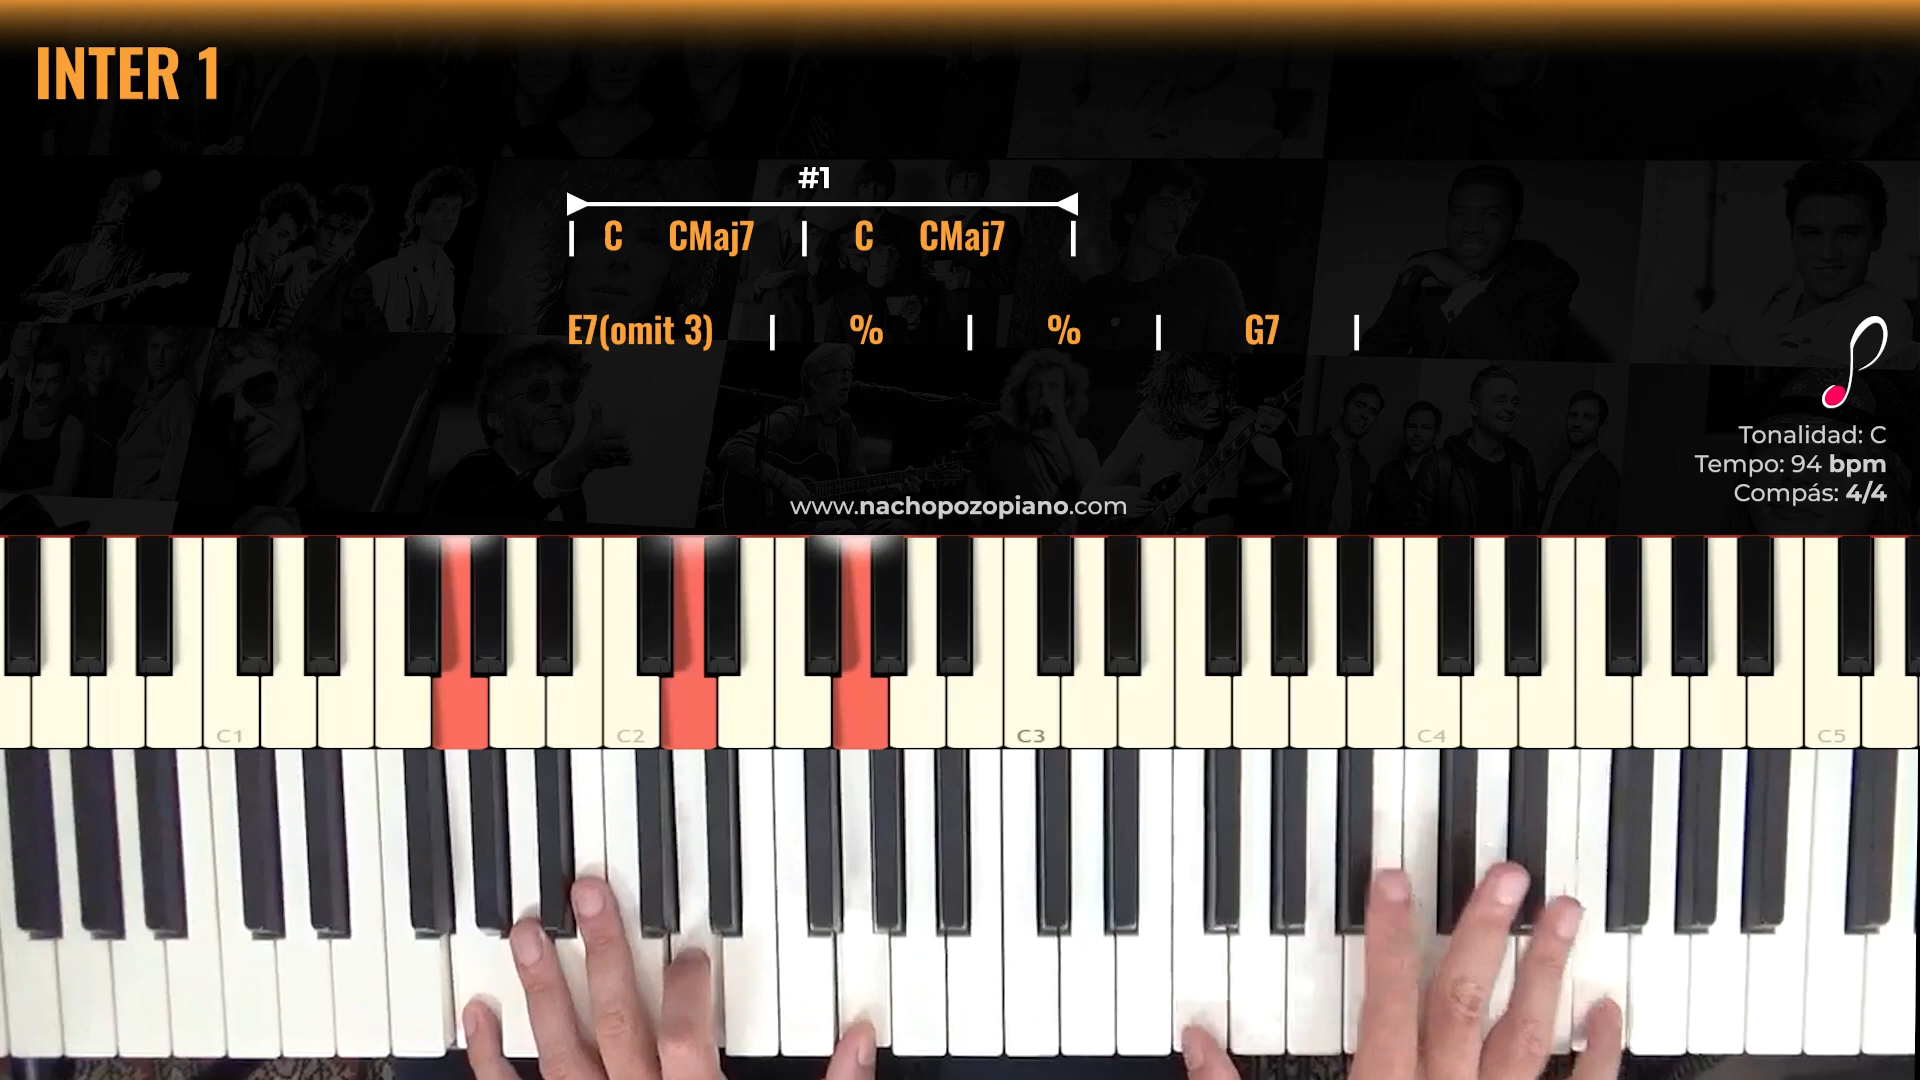 INTER 1
#1
| C CMaj7 | C CMaj7 |
E7(omit 3) | % | % | G7 |
Tonalidad: C
Tempo: 94 bpm
Compás: 4/4
www.nachopozopiano.com
C1 C2 C3 C4 C5